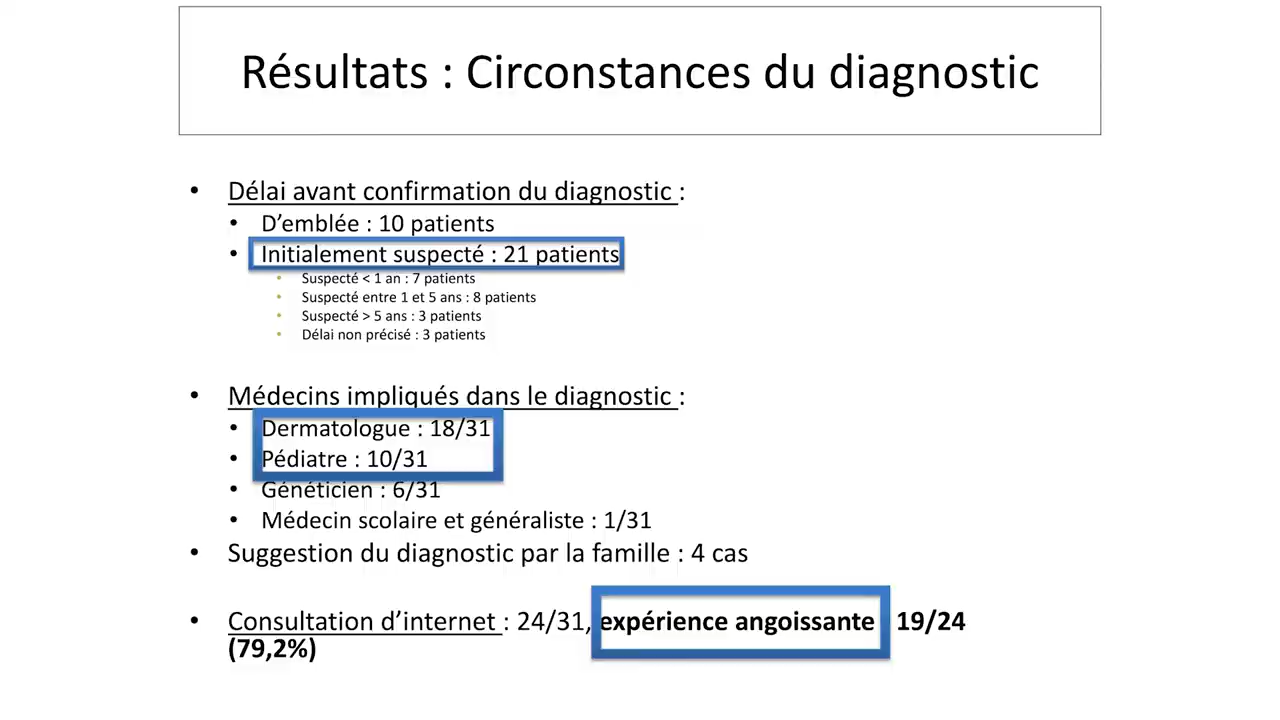 Résultats : Circonstances du diagnostic
• Délai avant confirmation du diagnostic :
• D’emblée : 10 patients
• Initialement suspecté : 21 patients
• Suspecté < 1 an : 7 patients
• Suspecté entre 1 et 5 ans : 8 patients
• Suspecté > 5 ans : 3 patients
• Délai non précisé : 3 patients
• Médecins impliqués dans le diagnostic :
• Dermatologue : 18/31
• Pédiatre : 10/31
• Généticien : 6/31
• Médecin scolaire et généraliste : 1/31
• Suggestion du diagnostic par la famille : 4 cas
• Consultation d’internet : 24/31, expérience angoissante 19/24
(79,2%)